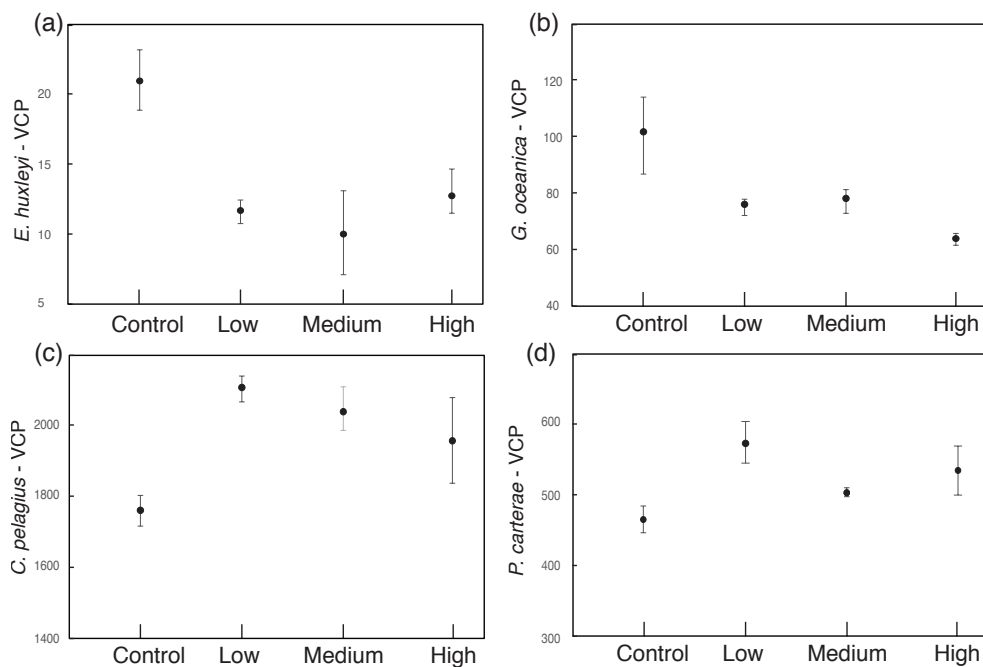 (a)
E. huxleyi - VCP
20
15
10
5
Control Low Medium High
(b)
G. oceanica - VCP
120
100
80
60
40
Control Low Medium High
(c)
C. pelagius - VCP
2000
1800
1600
1400
Control Low Medium High
(d)
P. carterae - VCP
600
500
400
300
Control Low Medium High